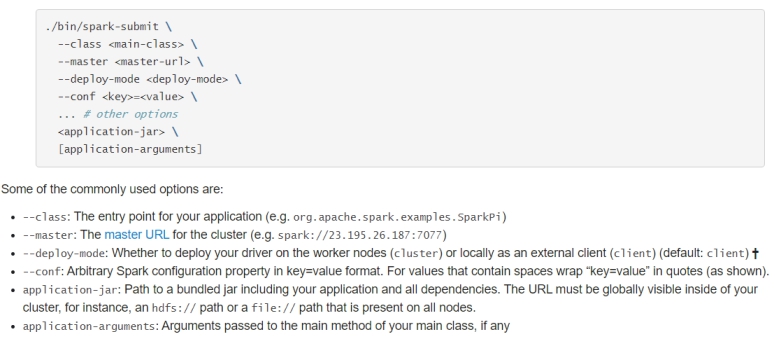 ./bin/spark-submit \
--class <main-class> \
--master <master-url> \
--deploy-mode <deploy-mode> \
--conf <key>=<value> \
... # other options
<application-jar> \
[application-arguments]
Some of the commonly used options are:
• --class: The entry point for your application (e.g. org.apache.spark.examples.SparkPi)
• --master: The master URL for the cluster (e.g. spark://23.195.26.187:7077)
• --deploy-mode: Whether to deploy your driver on the worker nodes (cluster) or locally as an external client (client) (default: client) †
• --conf: Arbitrary Spark configuration property in key=value format. For values that contain spaces wrap “key=value” in quotes (as shown).
• application-jar: Path to a bundled jar including your application and all dependencies. The URL must be globally visible inside of your
cluster, for instance, an hdfs:// path or a file:// path that is present on all nodes.
• application-arguments: Arguments passed to the main method of your main class, if any